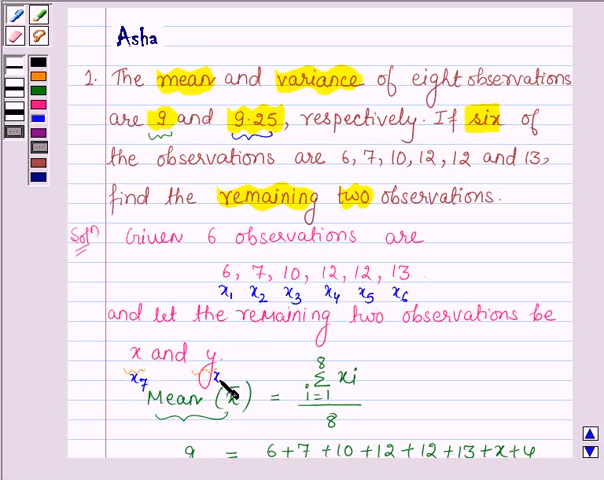 Asha
1. The mean and variance of eight observations
are 9 and 9.25, respectively. If six of
the observations are 6, 7, 10, 12, 12 and 13,
find the remaining two observations.
Solⁿ Given 6 observations are
6, 7, 10, 12, 12, 13
x₁ x₂ x₃ x₄ x₅ x₆
and let the remaining two observations be
x and y.
x₇ x
Mean (x̄) = 8 Σ i=1 xi / 8
9 = 6+7+10+12+12+13+x+y